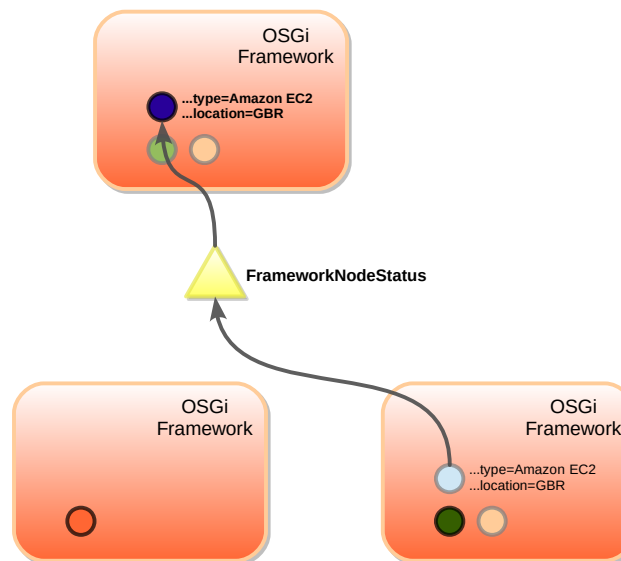 OSGi
Framework
...type=Amazon EC2
...location=GBR
FrameworkNodeStatus
OSGi
Framework
OSGi
Framework
...type=Amazon EC2
...location=GBR